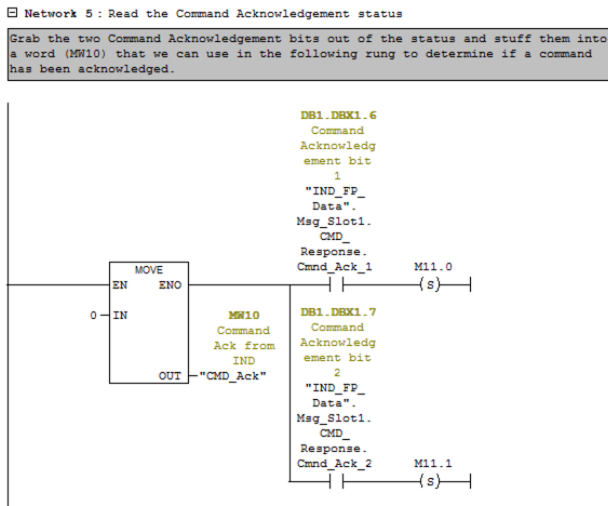 Network 5 : Read the Command Acknowledgement status
Grab the two Command Acknowledgement bits out of the status and stuff them into
a word (MW10) that we can use in the following rung to determine if a command
has been acknowledged.
DB1.DBX1.6
Command
Acknowledg
ement bit
1
"IND_FP_
Data".
Msg_Slot1.
CMD_
Response.
Cmnd_Ack_1
M11.0
(S)
MOVE
EN ENO
0 IN
MW10
Command
Ack from
IND
OUT "CMD_Ack"
DB1.DBX1.7
Command
Acknowledg
ement bit
2
"IND_FP_
Data".
Msg_Slot1.
CMD_
Response.
Cmnd_Ack_2
M11.1
(S)